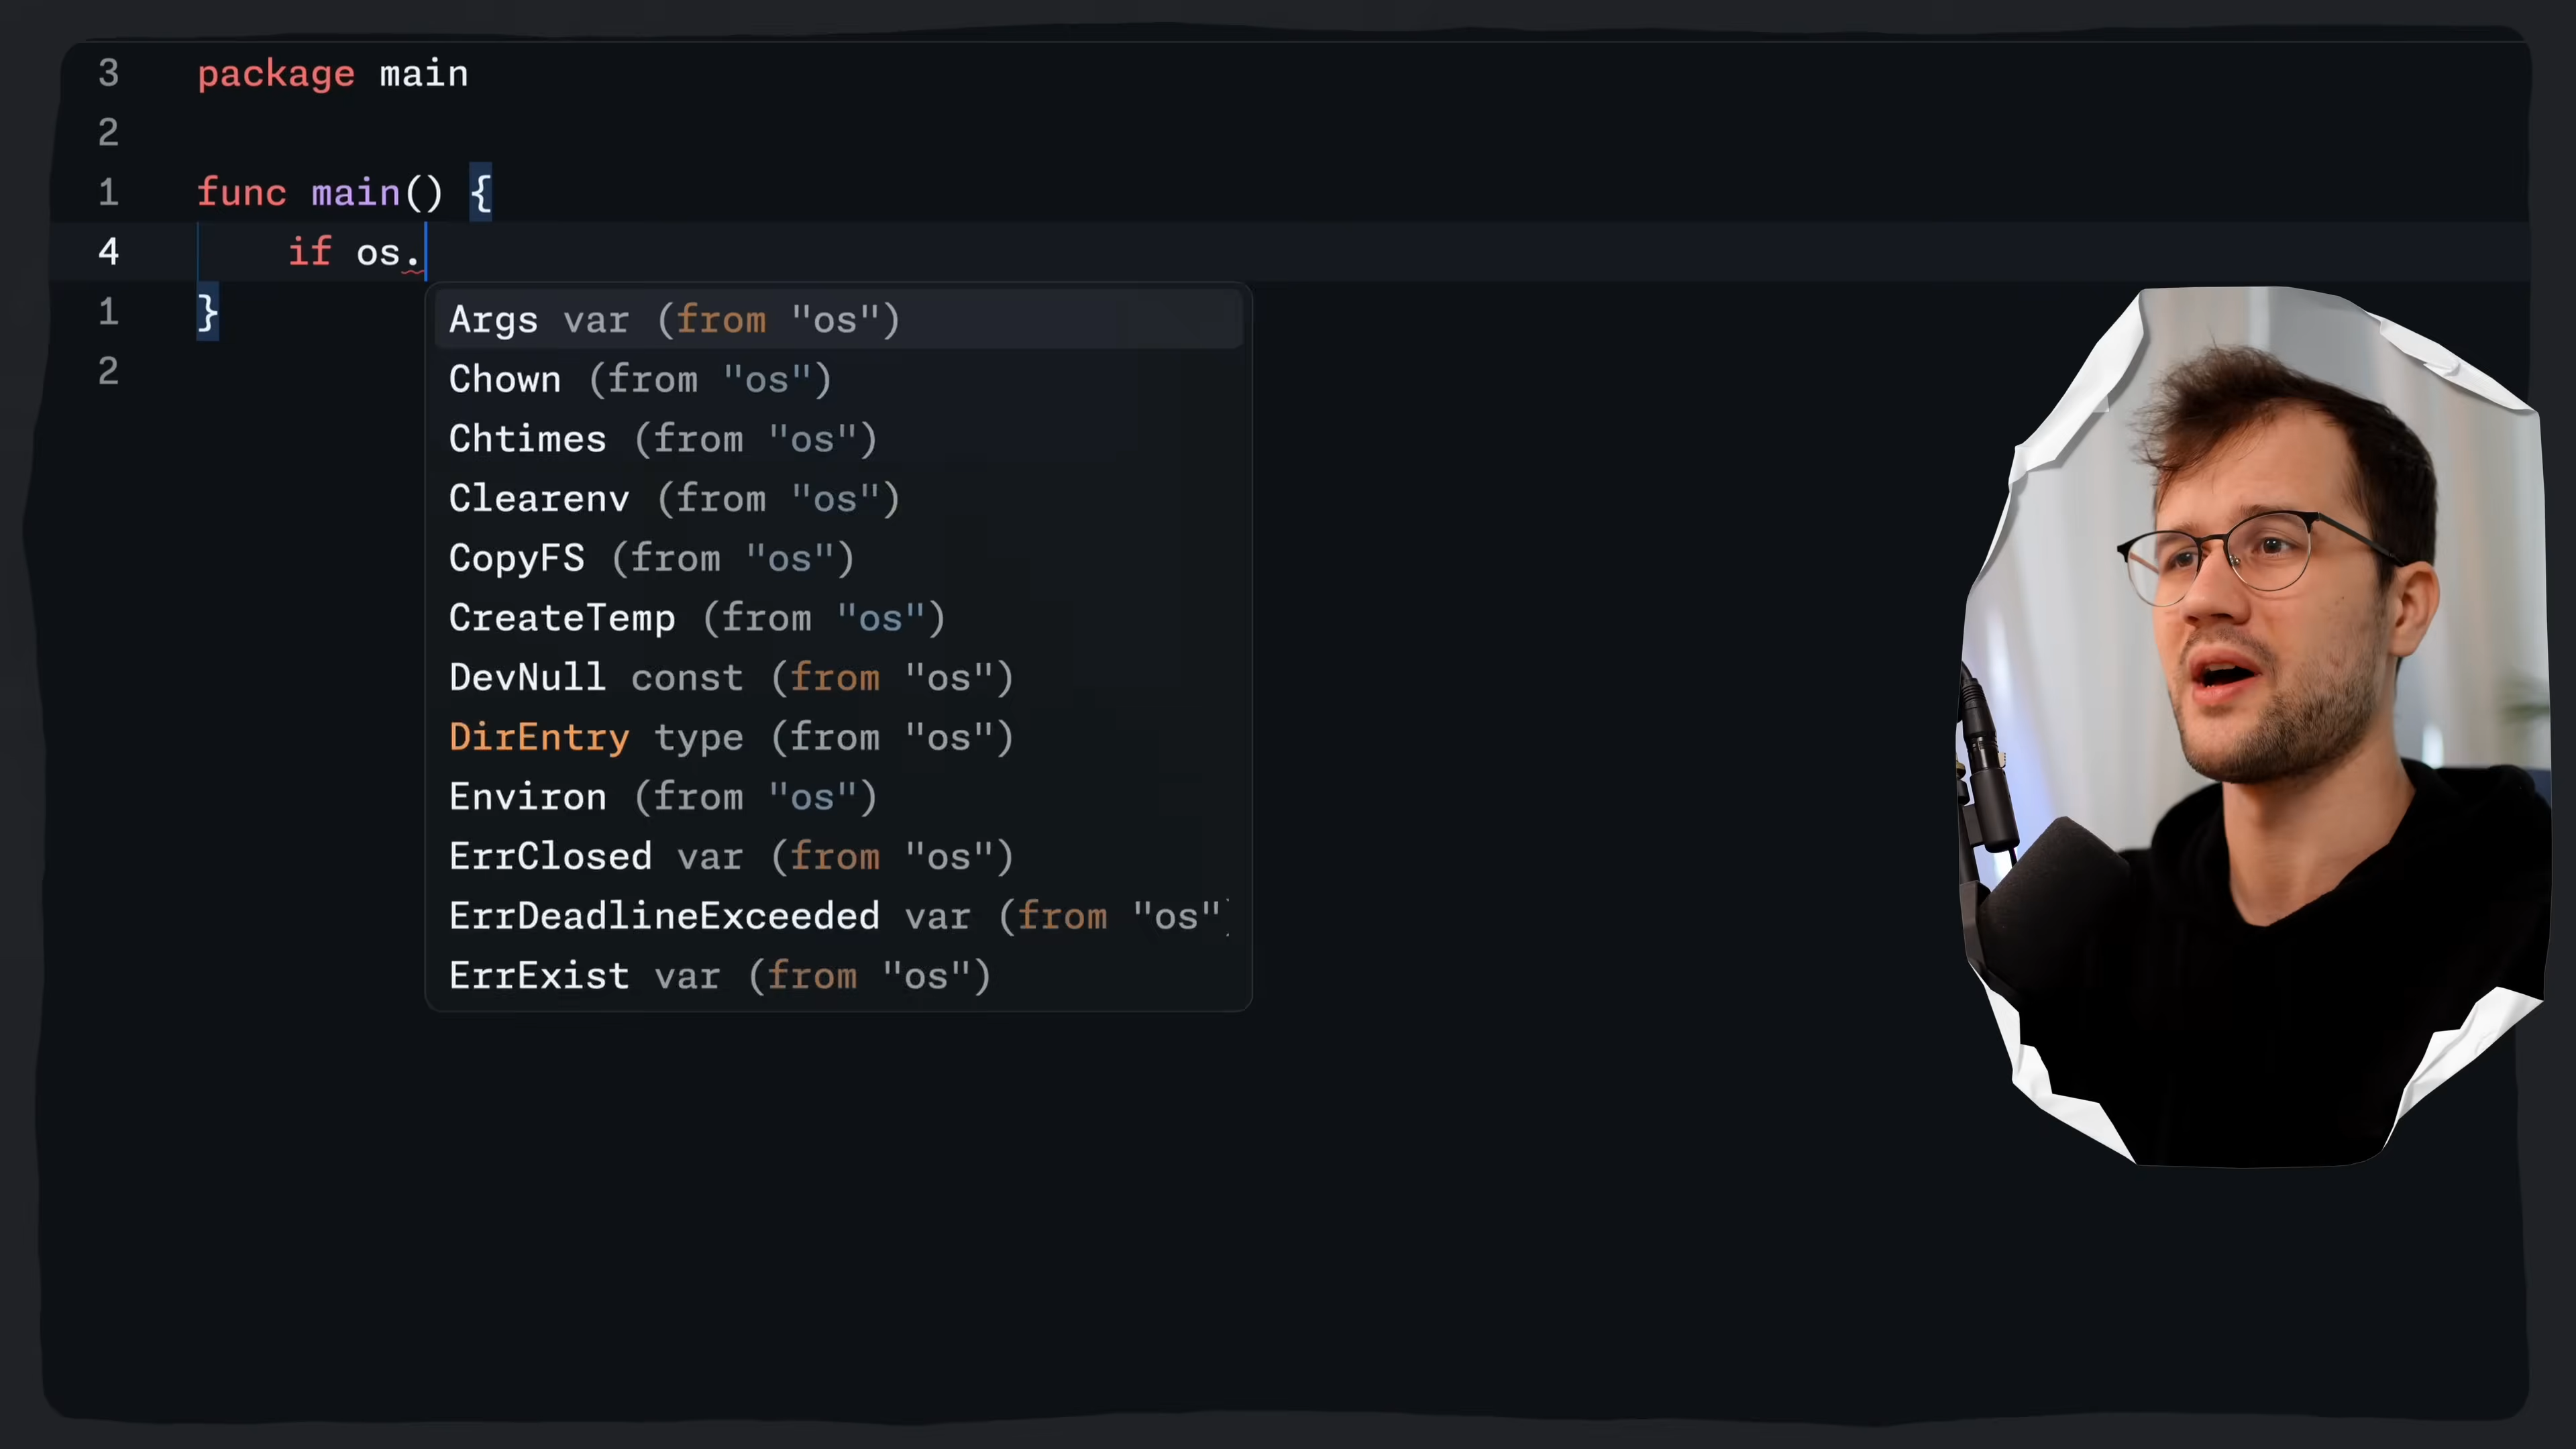 3 package main
2
1 func main() {
4 if os.
1 }
2
Args var (from "os")
Chown (from "os")
Chtimes (from "os")
Clearenv (from "os")
CopyFS (from "os")
CreateTemp (from "os")
DevNull const (from "os")
DirEntry type (from "os")
Environ (from "os")
ErrClosed var (from "os")
ErrDeadlineExceeded var (from "os")
ErrExist var (from "os")